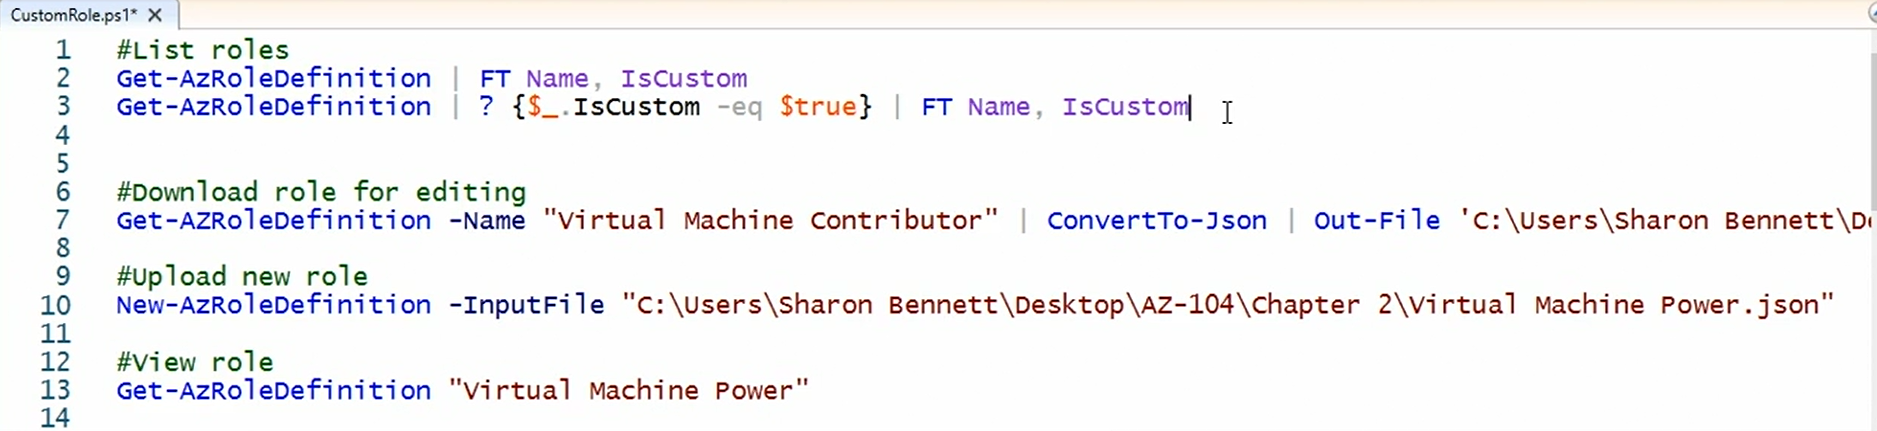 CustomRole.ps1* X
1 #List roles
2 Get-AzRoleDefinition | FT Name, IsCustom
3 Get-AzRoleDefinition | ? {$_.IsCustom -eq $true} | FT Name, IsCustom
4
5
6 #Download role for editing
7 Get-AZRoleDefinition -Name "Virtual Machine Contributor" | ConvertTo-Json | Out-File 'C:\Users\Sharon Bennett\De
8
9 #Upload new role
10 New-AzRoleDefinition -InputFile "C:\Users\Sharon Bennett\Desktop\AZ-104\Chapter 2\Virtual Machine Power.json"
11
12 #View role
13 Get-AzRoleDefinition "Virtual Machine Power"
14